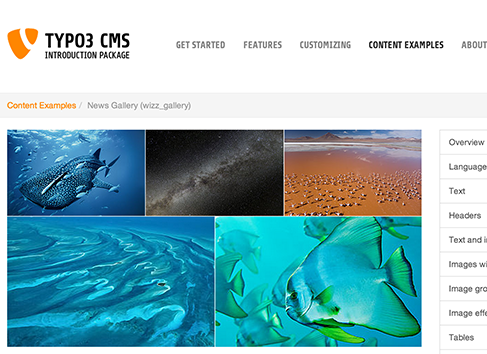 TYPO3 CMS
INTRODUCTION PACKAGE
GET STARTED FEATURES CUSTOMIZING CONTENT EXAMPLES ABOUT
Content Examples / News Gallery (wizz_gallery)
Overview
Language
Text
Headers
Text and i
Images wi
Image gro
Image effe
Tables